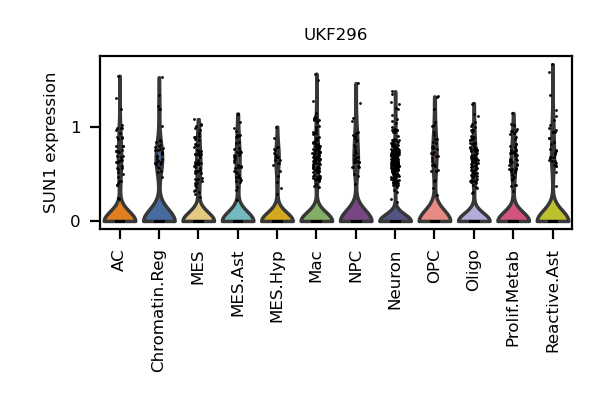 UKF296
SUN1 expression
1
0
AC
Chromatin.Reg
MES
MES.Ast
MES.Hyp
Mac
NPC
Neuron
OPC
Oligo
Prolif.Metab
Reactive.Ast